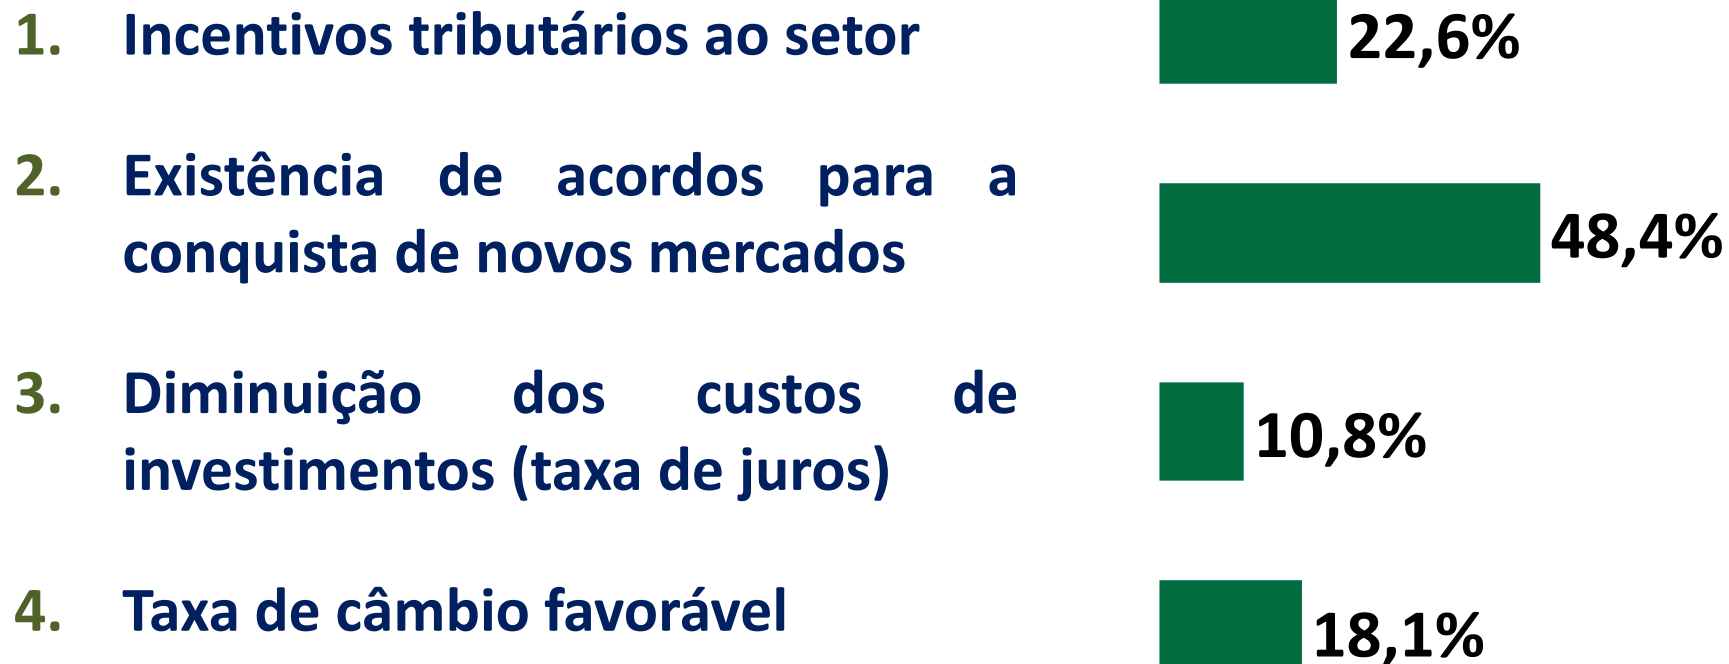 1. Incentivos tributários ao setor 22,6%
2. Existência de acordos para a
conquista de novos mercados 48,4%
3. Diminuição dos custos de
investimentos (taxa de juros) 10,8%
4. Taxa de câmbio favorável 18,1%